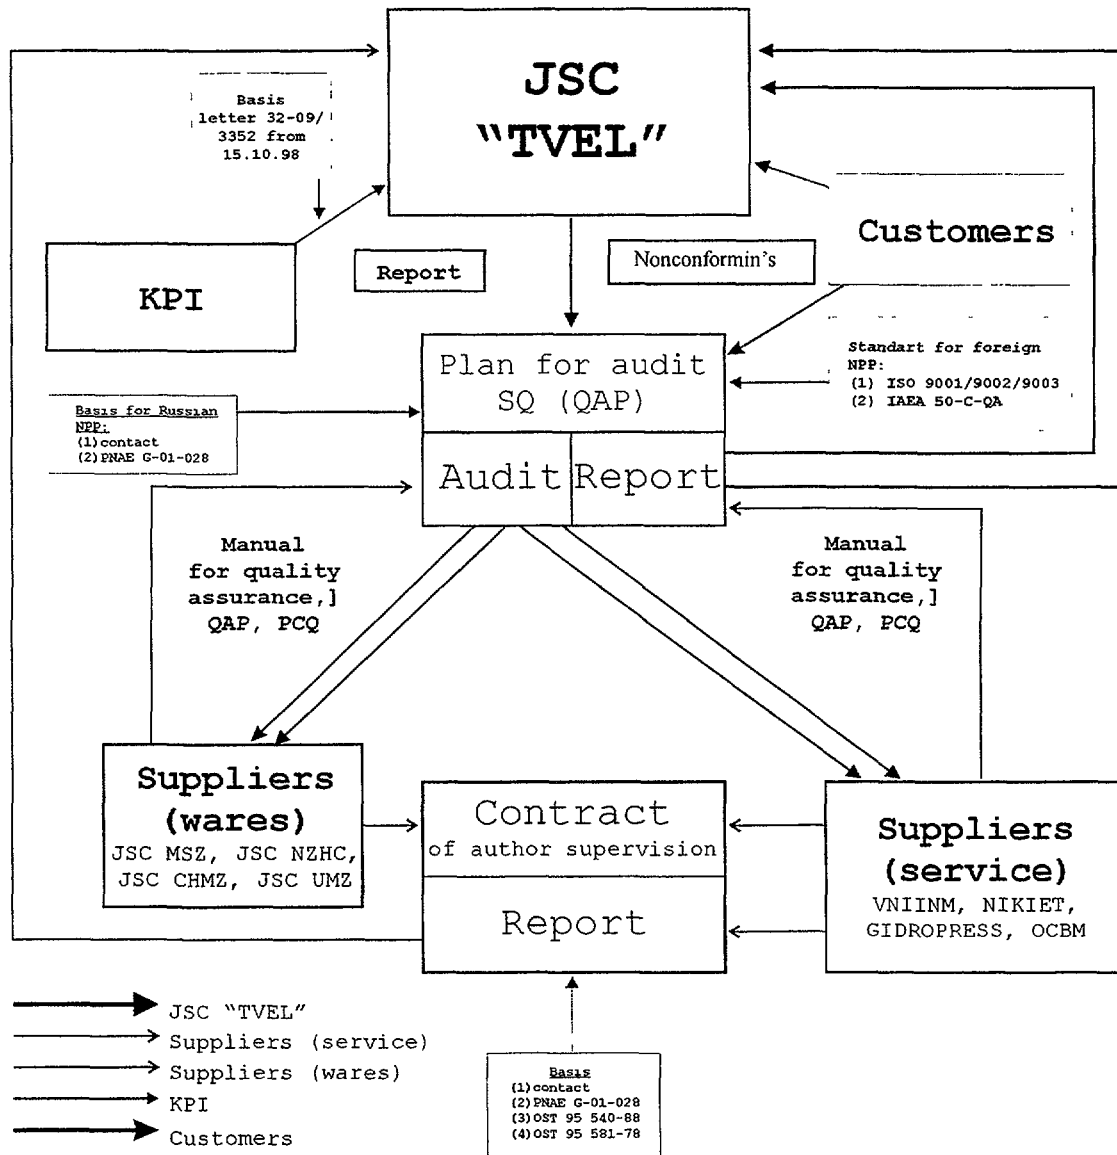 JSC
“TVEL”
Basis
letter 32-09/
3352 from
15.10.98
Customers
KPI
Report
Nonconformin's
Plan for audit
SQ (QAP)
Standart for foreign
NPP:
(1) ISO 9001/9002/9003
(2) IAEA 50-C-QA
Basis for Russian
NPP:
(1)contact
(2)PNAE G-01-028
Audit
Report
Manual
for quality
assurance,]
QAP, PCQ
Manual
for quality
assurance,]
QAP, PCQ
Suppliers
(wares)
JSC MSZ, JSC NZHC,
JSC CHMZ, JSC UMZ
Contract
of author supervision
Report
Suppliers
(service)
VNIINM, NIKIET,
GIDROPRESS, OCBM
JSC “TVEL”
Suppliers (service)
Suppliers (wares)
KPI
Customers
Basis
(1)contact
(2)PNAE G-01-028
(3)OST 95 540-88
(4)OST 95 581-78